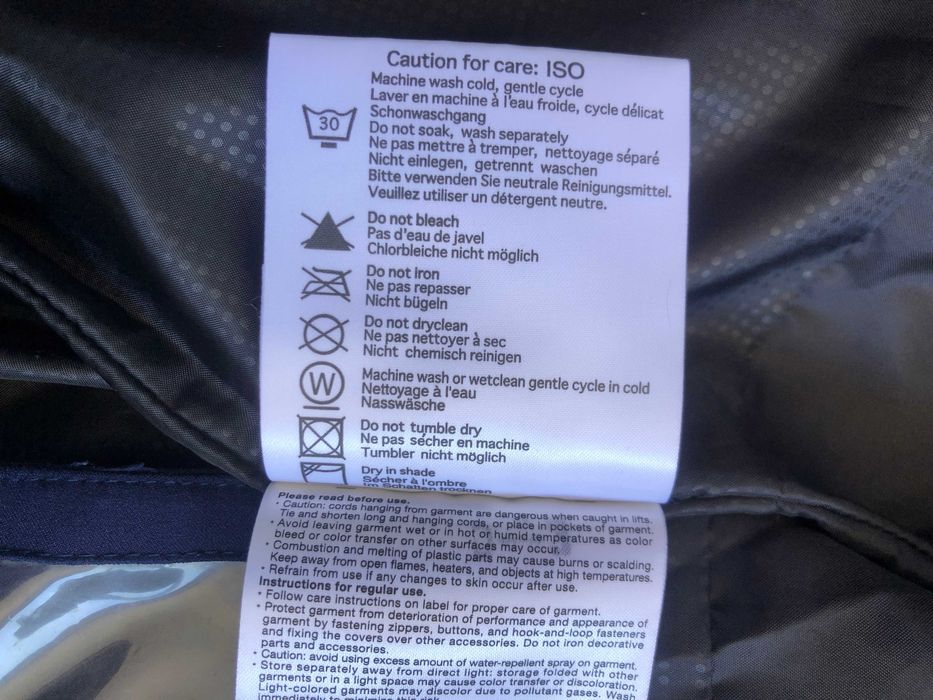 Caution for care: ISO
Machine wash cold, gentle cycle
Laver en machine à l'eau froide, cycle délicat
Schonwaschgang
30
Do not soak, wash separately
Ne pas mettre à tremper, nettoyage séparé
Nicht einlegen, getrennt waschen
Bitte verwenden Sie neutrale Reinigungsmittel.
Veuillez utiliser un détergent neutre.
Do not bleach
Pas d'eau de javel
Chlorbleiche nicht möglich
Do not iron
Ne pas repasser
Nicht bügeln
Do not dryclean
Ne pas nettoyer à sec
Nicht chemisch reinigen
W
Machine wash or wetclean gentle cycle in cold
Nettoyage à l'eau
Nasswäsche
Do not tumble dry
Ne pas sécher en machine
Tumbler nicht möglich
Dry in shade
Sécher à l'ombre
Im Schatten trocknen
Please read before use.
• Caution: cords hanging from garment are dangerous when caught in lifts.
Tie and shorten long and hanging cords, or place in pockets of garment.
• Avoid leaving garment wet or in hot or humid temperatures as color
bleed or color transfer on other surfaces may occur.
• Combustion and melting of plastic parts may cause burns or scalding.
Keep away from open flames, heaters, and objects at high temperatures.
• Refrain from use if any changes to skin occur after use.
Instructions for regular use.
• Follow care instructions on label for proper care of garment.
• Protect garment from deterioration of performance and appearance of
garment by fastening zippers, buttons, and hook-and-loop fasteners
and fixing the covers over other accessories. Do not iron decorative
parts and accessories.
• Caution: avoid using excess amount of water-repellent spray on garment.
• Store separately away from direct light: storage folded with other
garments or in a light space may cause color transfer or discoloration.
Light-colored garments may discolor due to pollutant gases. Wash
immediately to minimize this risk.